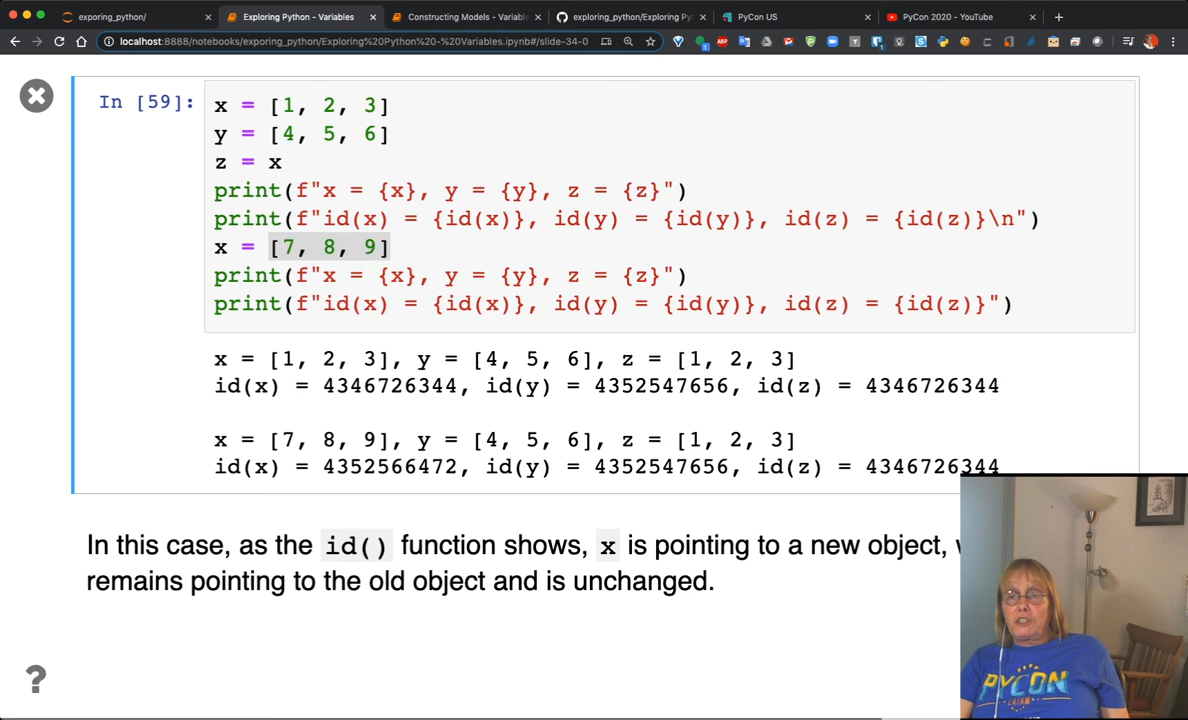 exploring_python/
Exploring Python - Variables
Constructing Models - Variable
exploring_python/Exploring Py
PyCon US
PyCon 2020 - YouTube
localhost:8888/notebooks/exporing_python/Exploring%20Python%20-%20Variables.ipynb#/slide-34-0
In [59]:
x = [1, 2, 3]
y = [4, 5, 6]
z = x
print(f"x = {x}, y = {y}, z = {z}")
print(f"id(x) = {id(x)}, id(y) = {id(y)}, id(z) = {id(z)}\n")
x = [7, 8, 9]
print(f"x = {x}, y = {y}, z = {z}")
print(f"id(x) = {id(x)}, id(y) = {id(y)}, id(z) = {id(z)}")
x = [1, 2, 3], y = [4, 5, 6], z = [1, 2, 3]
id(x) = 4346726344, id(y) = 4352547656, id(z) = 4346726344
x = [7, 8, 9], y = [4, 5, 6], z = [1, 2, 3]
id(x) = 4352566472, id(y) = 4352547656, id(z) = 4346726344
In this case, as the id() function shows, x is pointing to a new object,
remains pointing to the old object and is unchanged.
?
PYCON